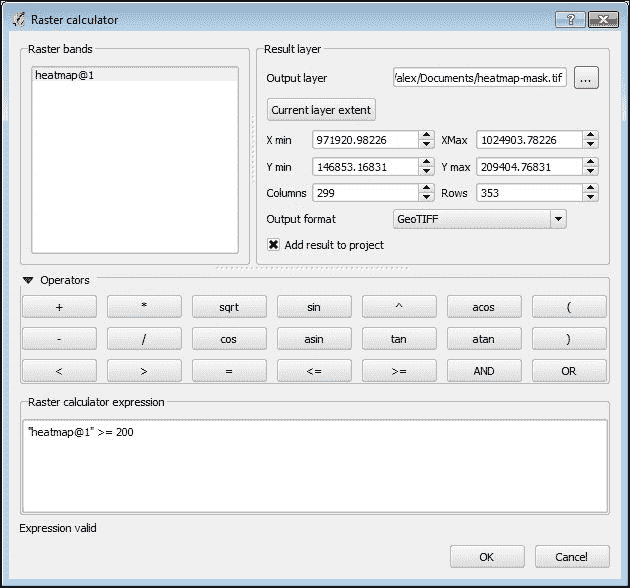 Raster calculator
?
Raster bands
heatmap@1
Result layer
Output layer /alex/Documents/heatmap-mask.tif ...
Current layer extent
X min 971920.98226 XMax 1024903.78226
Y min 146853.16831 Y max 209404.76831
Columns 299 Rows 353
Output format GeoTIFF
Add result to project
Operators
+ * sqrt sin ^ acos (
- / cos asin tan atan )
< > = <= >= AND OR
Raster calculator expression
"heatmap@1" >= 200
Expression valid
OK Cancel